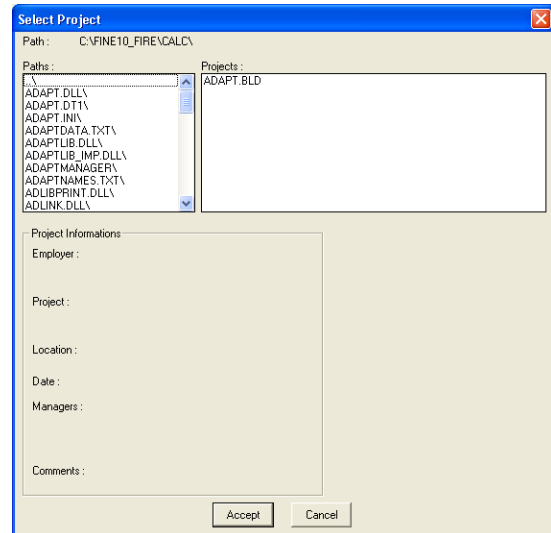 Select Project
Path : C:\FINE10_FIRE\CALC\
Paths :
Projects :
..\
ADAPT.DLL\
ADAPT.DT1\
ADAPT.INI\
ADAPTDATA.TXT\
ADAPTLIB.DLL\
ADAPTLIB_IMP.DLL\
ADAPTMANAGER\
ADAPTNAMES.TXT\
ADLIBPRINT.DLL\
ADLINK.DLL\
ADAPT.BLD
Project Informations
Employer :
Project :
Location :
Date :
Managers :
Comments :
Accept Cancel